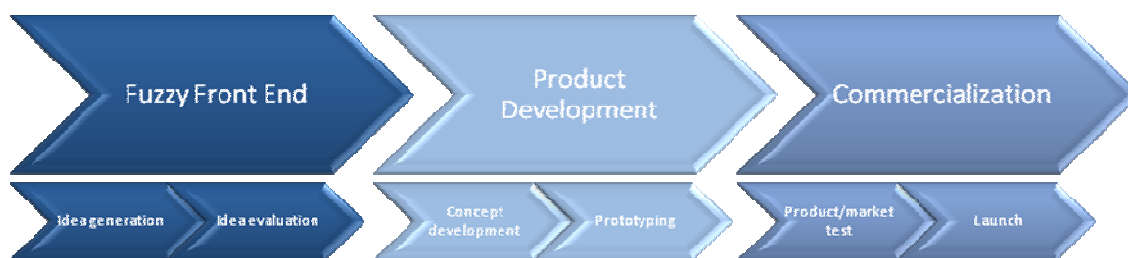 Fuzzy Front End
Product
Development
Commercialization
Idea generation
Idea evaluation
Concept
development
Prototyping
Product/market
test
Launch